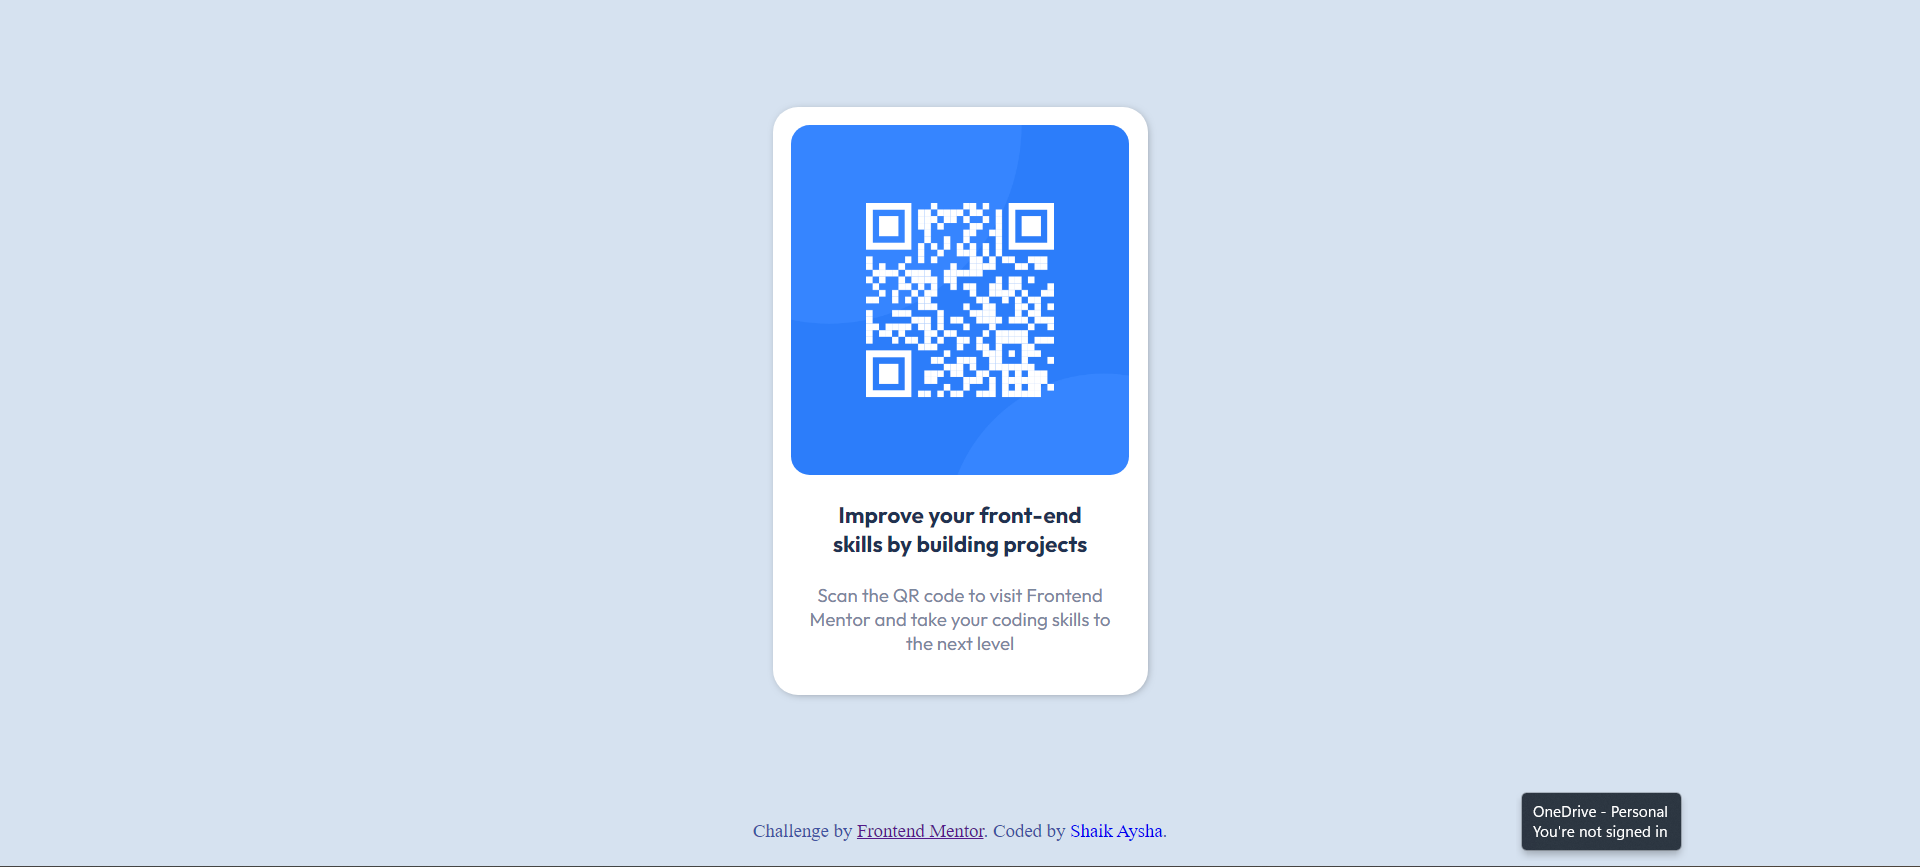 Improve your front-end
skills by building projects
Scan the QR code to visit Frontend
Mentor and take your coding skills to
the next level
Challenge by Frontend Mentor. Coded by Shaik Aysha.
OneDrive - Personal
You're not signed in